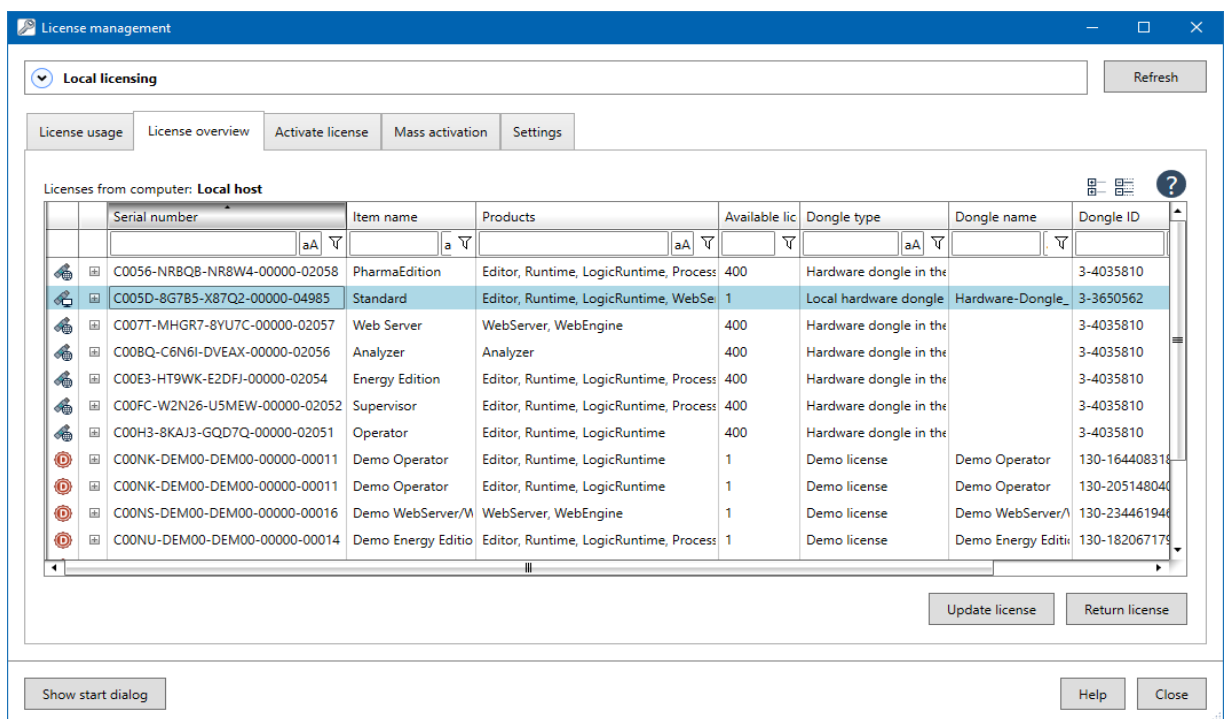 License management
Local licensing
Refresh
License usage License overview Activate license Mass activation Settings
Licenses from computer: Local host
Serial number Item name Products Available lic Dongle type Dongle name Dongle ID
aA a aA aA
C0056-NRBQB-NR8W4-00000-02058 PharmaEdition Editor, Runtime, LogicRuntime, Process 400 Hardware dongle in the 3-4035810
C005D-8G7B5-X87Q2-00000-04985 Standard Editor, Runtime, LogicRuntime, WebSe 1 Local hardware dongle Hardware-Dongle_ 3-3650562
C007T-MHGR7-8YU7C-00000-02057 Web Server WebServer, WebEngine 400 Hardware dongle in the 3-4035810
C00BQ-C6N6I-DVEAX-00000-02056 Analyzer Analyzer 400 Hardware dongle in the 3-4035810
C00E3-HT9WK-E2DFJ-00000-02054 Energy Edition Editor, Runtime, LogicRuntime, Process 400 Hardware dongle in the 3-4035810
C00FC-W2N26-U5MEW-00000-02052 Supervisor Editor, Runtime, LogicRuntime, Process 400 Hardware dongle in the 3-4035810
C00H3-8KAJ3-GQD7Q-00000-02051 Operator Editor, Runtime, LogicRuntime 400 Hardware dongle in the 3-4035810
C00NK-DEM00-DEM00-00000-00011 Demo Operator Editor, Runtime, LogicRuntime 1 Demo license Demo Operator 130-164408318
C00NK-DEM00-DEM00-00000-00011 Demo Operator Editor, Runtime, LogicRuntime 1 Demo license Demo Operator 130-205148040
C00NS-DEM00-DEM00-00000-00016 Demo WebServer/W WebServer, WebEngine 1 Demo license Demo WebServer/\ 130-234461946
C00NU-DEM00-DEM00-00000-00014 Demo Energy Editio Editor, Runtime, LogicRuntime, Process 1 Demo license Demo Energy Editi 130-182067179
Update license Return license
Show start dialog Help Close